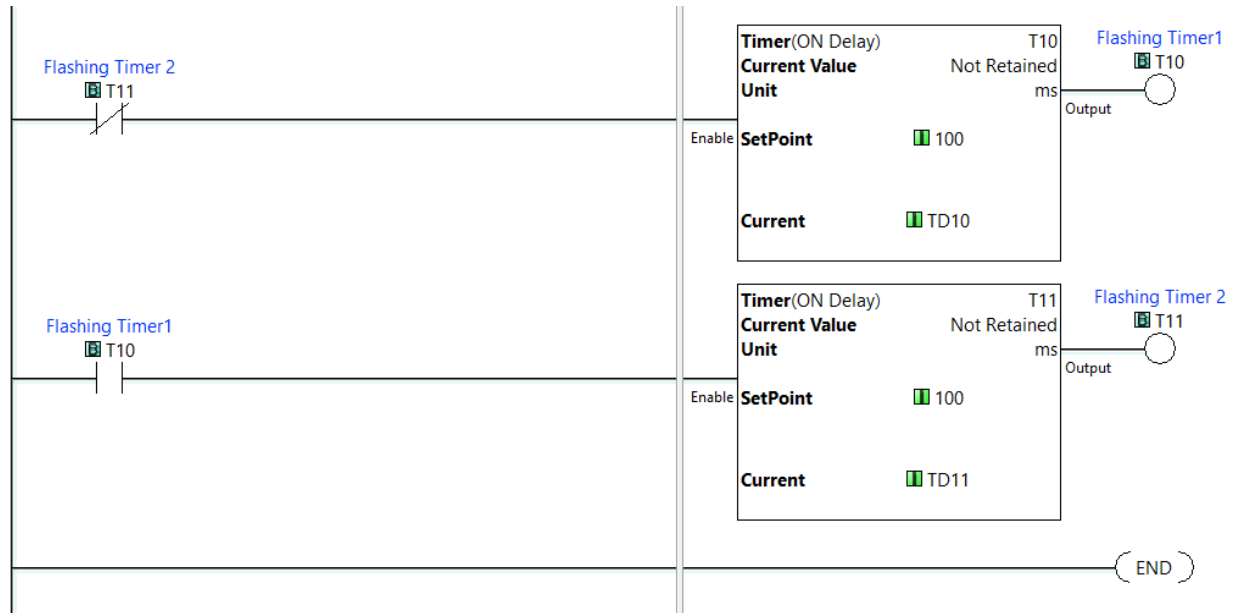 Timer(ON Delay) T10
Flashing Timer1
Flashing Timer 2
Current Value Not Retained
B T10
B T11
Unit ms
Output
Enable SetPoint 100
Current TD10
Timer(ON Delay) T11
Flashing Timer 2
Flashing Timer1
Current Value Not Retained
B T11
B T10
Unit ms
Output
Enable SetPoint 100
Current TD11
END